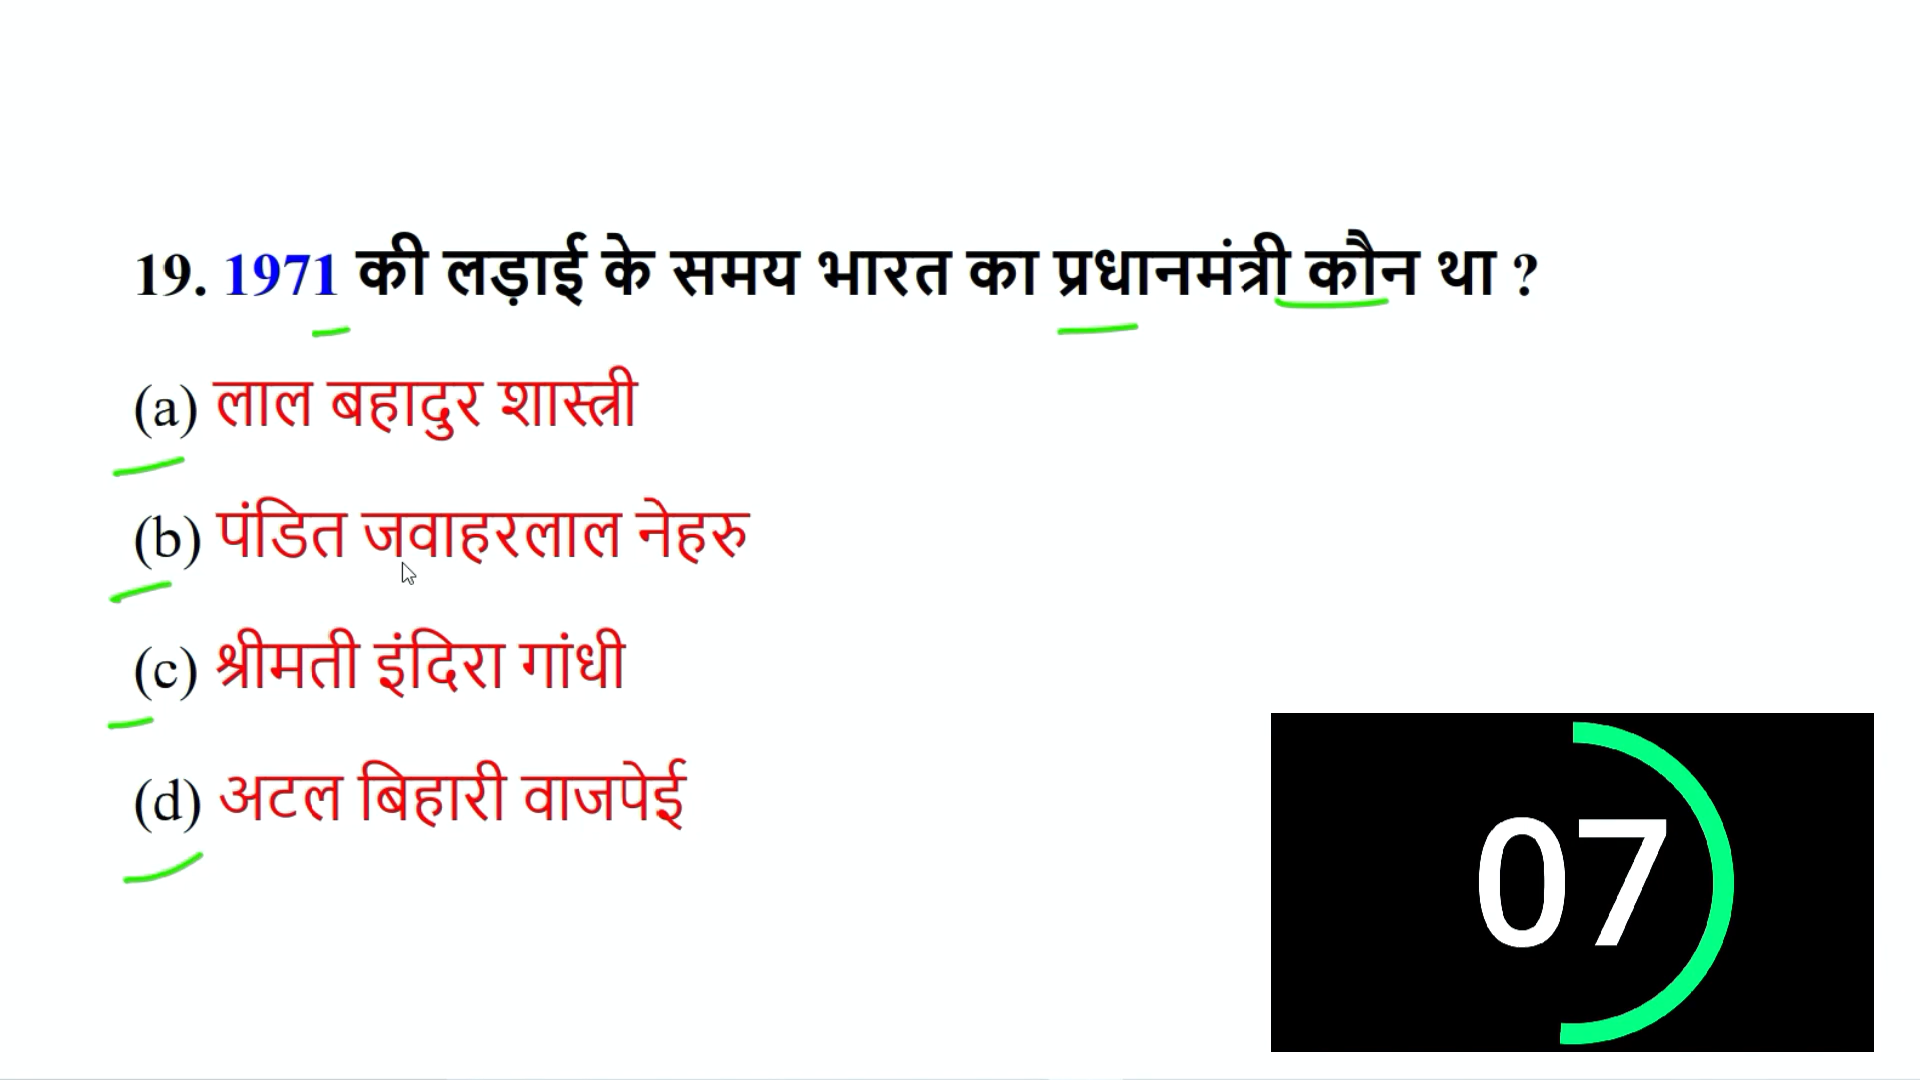 19. 1971 की लड़ाई के समय भारत का प्रधानमंत्री कौन था ?
(a) लाल बहादुर शास्त्री
(b) पंडित जवाहरलाल नेहरु
(c) श्रीमती इंदिरा गांधी
(d) अटल बिहारी वाजपेई
07